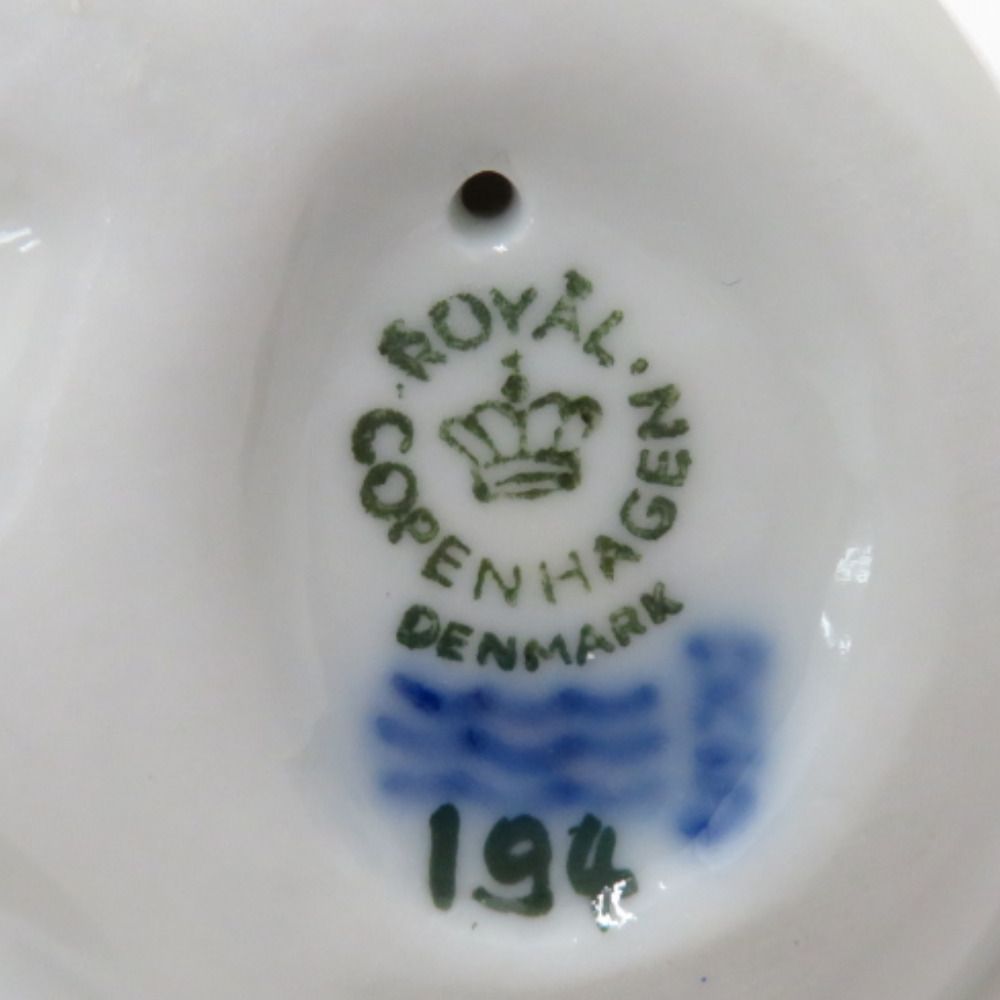 ROYAL
COPENHAGEN
DENMARK
194